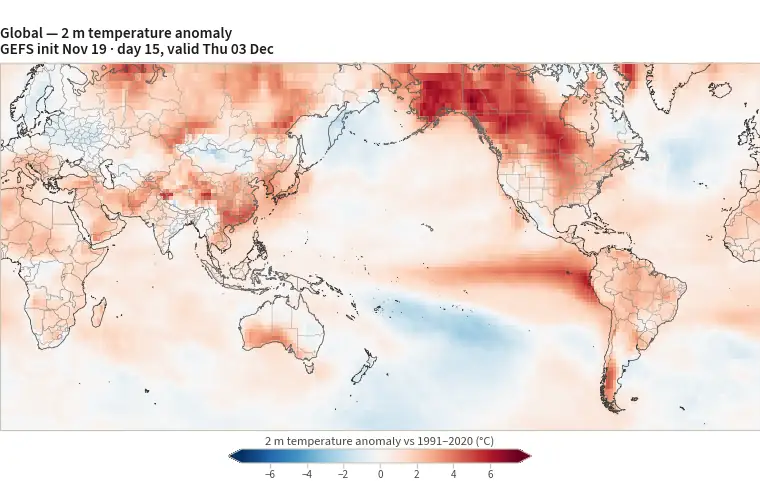 Global — 2 m temperature anomaly
GEFS init Nov 19 · day 15, valid Thu 03 Dec
2 m temperature anomaly vs 1991–2020 (°C)
−6 −4 −2 0 2 4 6